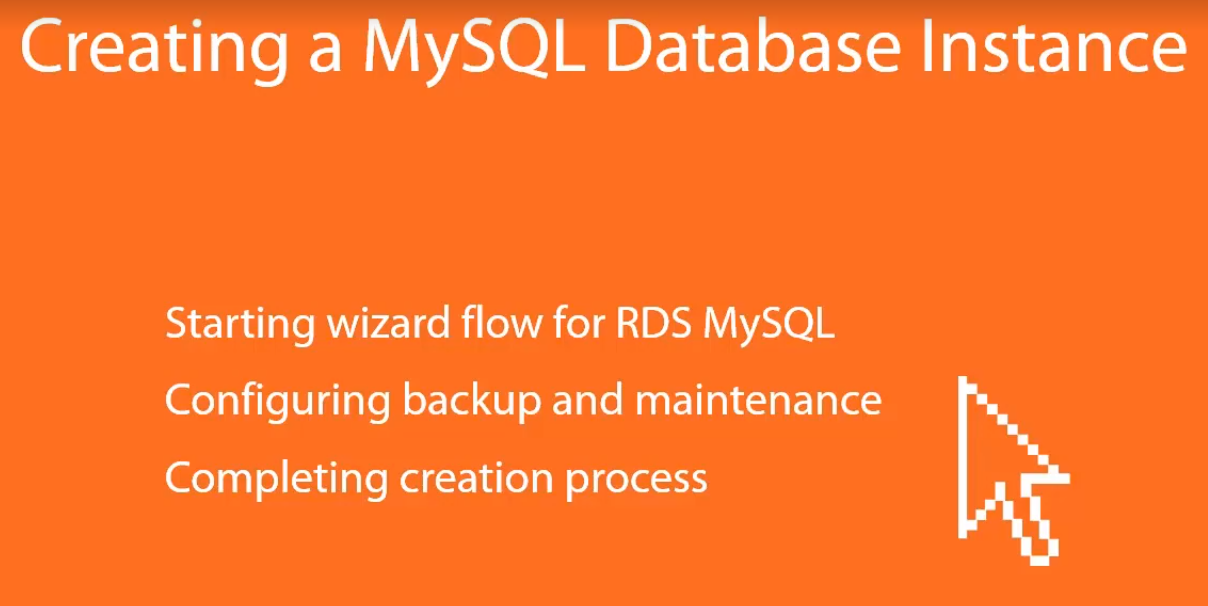 Creating a MySQL Database Instance
Starting wizard flow for RDS MySQL
Configuring backup and maintenance
Completing creation process